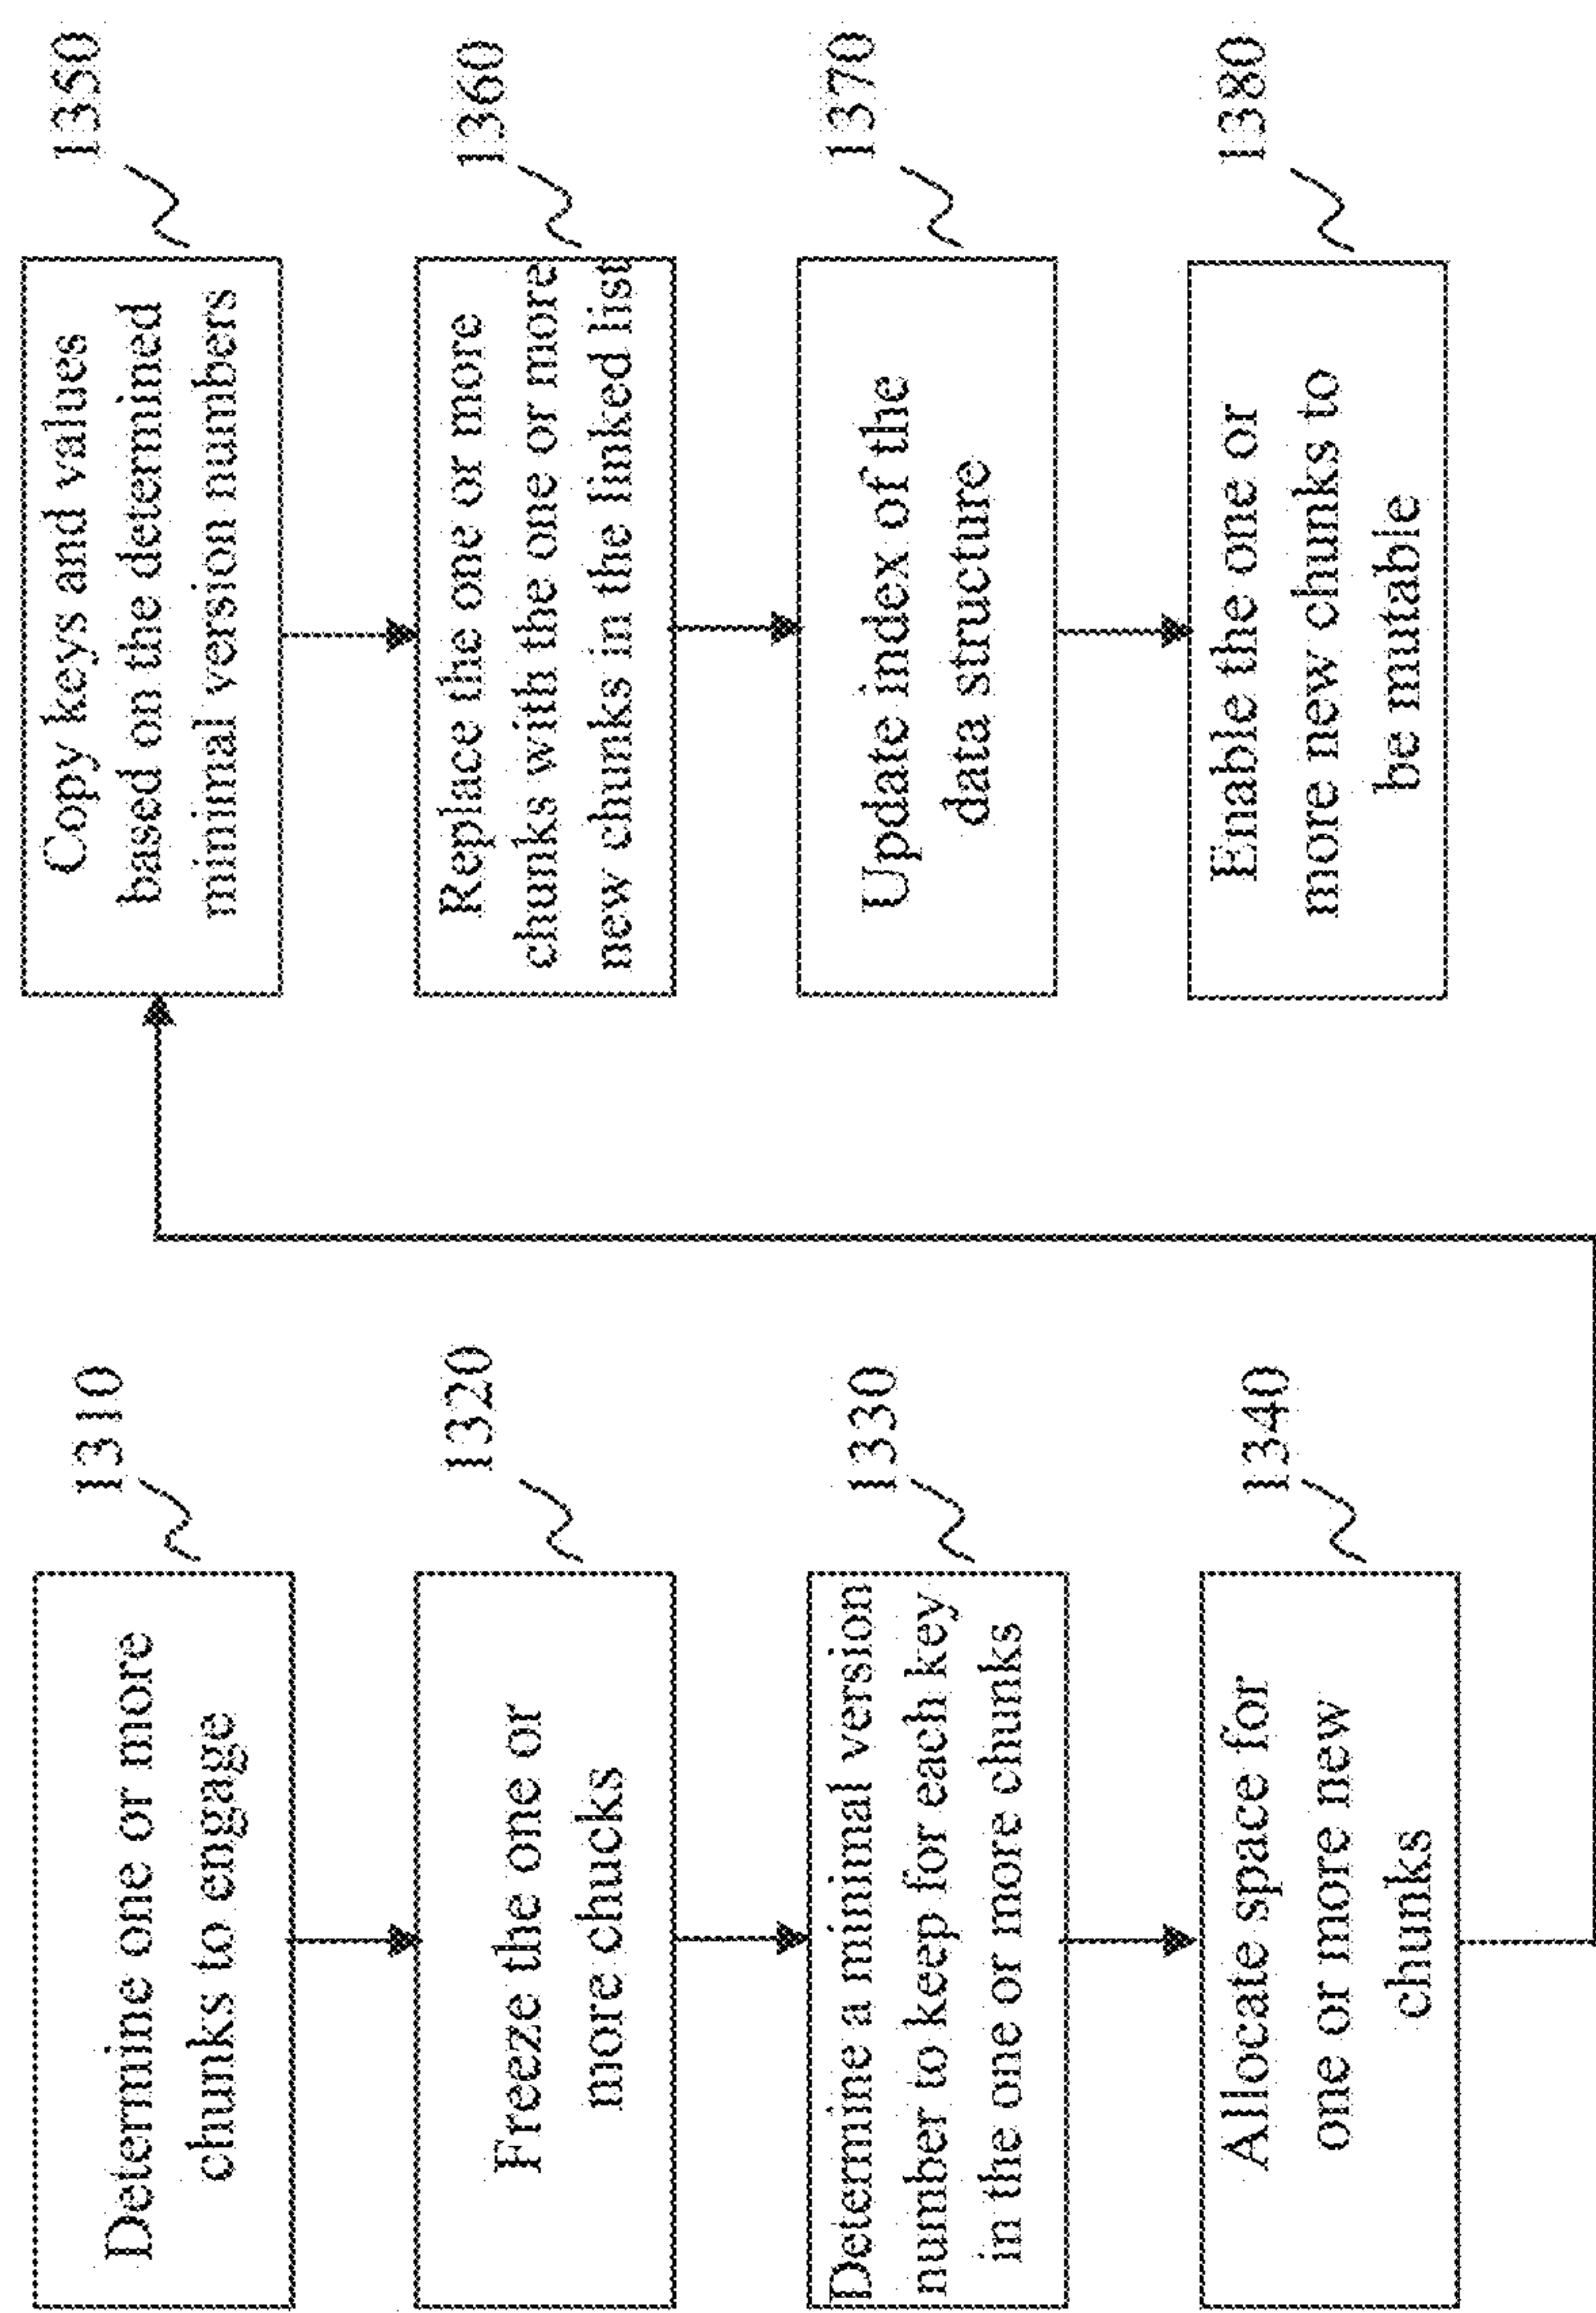 Determine one or more
chunks to engage
1310
Freeze the one or
more chucks
1320
Determine a minimal version
number to keep for each key
in the one or more chunks
1330
Allocate space for
one or more new
chunks
1340
Copy keys and values
based on the determined
minimal version numbers
1350
Replace the one or more
chunks with the one or more
new chunks in the linked list
1360
Update index of the
data structure
1370
Enable the one or
more new chunks to
be mutable
1380